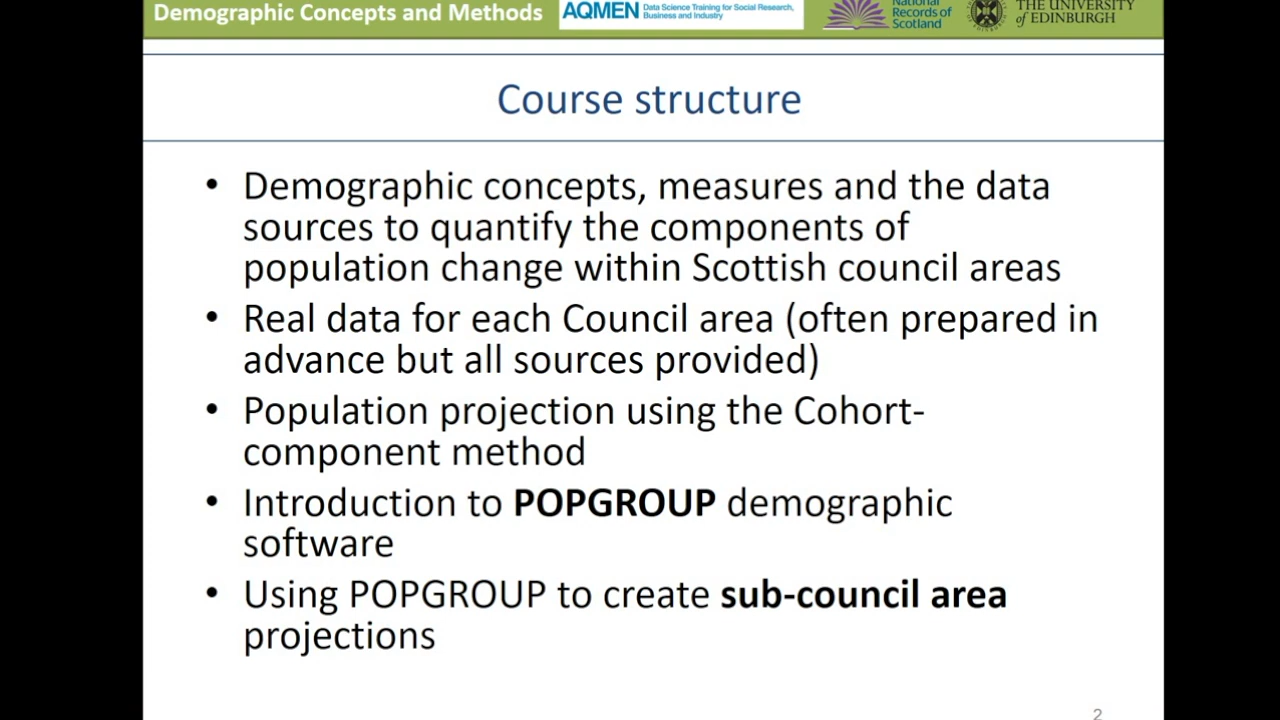 Demographic Concepts and Methods
AQMEN
Data Science Training for Social Research,
Business and Industry
National
Records of
Scotland
THE UNIVERSITY
of EDINBURGH
Course structure
• Demographic concepts, measures and the data
sources to quantify the components of
population change within Scottish council areas
• Real data for each Council area (often prepared in
advance but all sources provided)
• Population projection using the Cohort-
component method
• Introduction to POPGROUP demographic
software
• Using POPGROUP to create sub-council area
projections
2